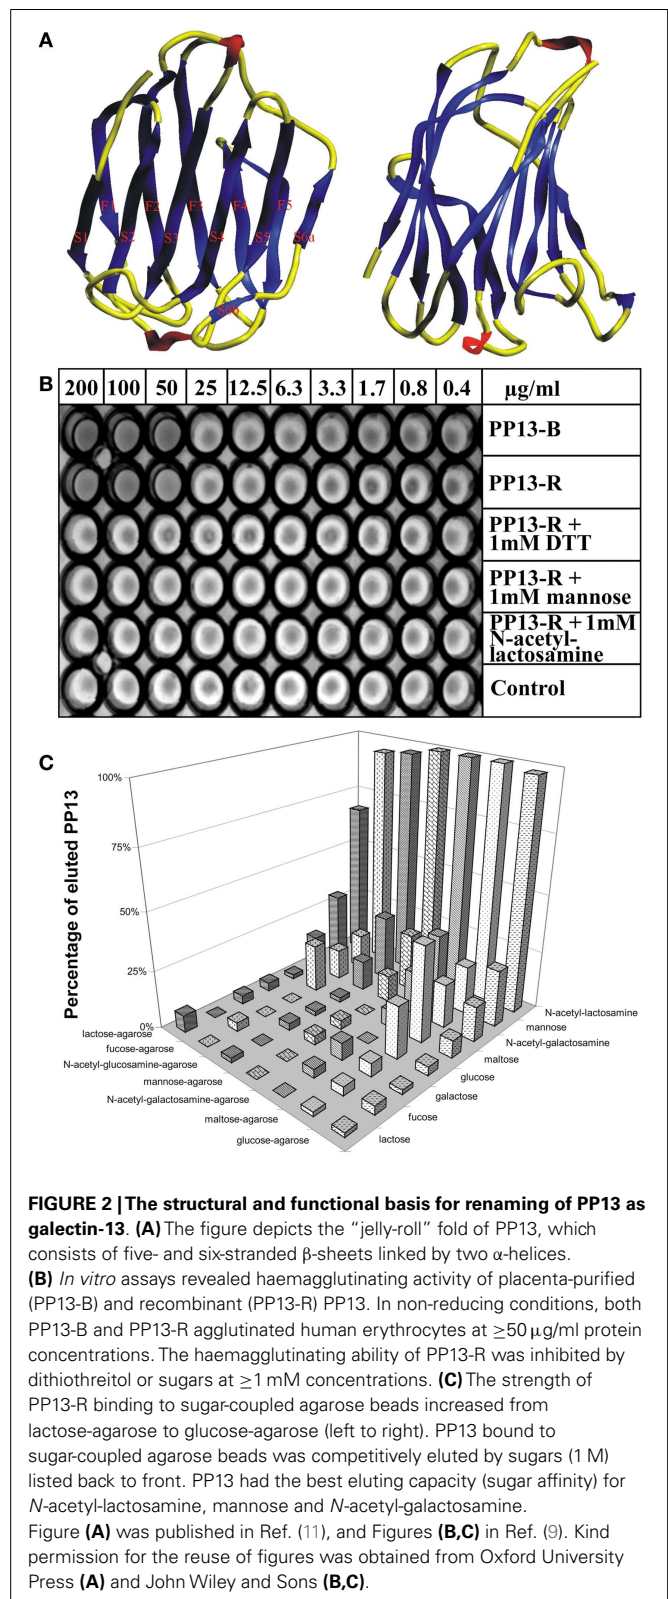 A
F1 F2 F3 F4 F5
S1 S2 S3 S4 S5 S6a
S6b
B
200 100 50 25 12.5 6.3 3.3 1.7 0.8 0.4 µg/ml
PP13-B
PP13-R
PP13-R +
1mM DTT
PP13-R +
1mM mannose
PP13-R + 1mM
N-acetyl-
lactosamine
Control
C
Percentage of eluted PP13
100%
75%
50%
25%
0%
lactose-agarose
fucose-agarose
N-acetyl-glucosamine-agarose
mannose-agarose
N-acetyl-galactosamine-agarose
maltose-agarose
glucose-agarose
N-acetyl-lactosamine
mannose
N-acetyl-galactosamine
maltose
glucose
galactose
fucose
lactose
FIGURE 2 | The structural and functional basis for renaming of PP13 as
galectin-13. (A) The figure depicts the “jelly-roll” fold of PP13, which
consists of five- and six-stranded β-sheets linked by two α-helices.
(B) In vitro assays revealed haemagglutinating activity of placenta-purified
(PP13-B) and recombinant (PP13-R) PP13. In non-reducing conditions, both
PP13-B and PP13-R agglutinated human erythrocytes at ≥50 µg/ml protein
concentrations. The haemagglutinating ability of PP13-R was inhibited by
dithiothreitol or sugars at ≥1 mM concentrations. (C) The strength of
PP13-R binding to sugar-coupled agarose beads increased from
lactose-agarose to glucose-agarose (left to right). PP13 bound to
sugar-coupled agarose beads was competitively eluted by sugars (1 M)
listed back to front. PP13 had the best eluting capacity (sugar affinity) for
N-acetyl-lactosamine, mannose and N-acetyl-galactosamine.
Figure (A) was published in Ref. (11), and Figures (B,C) in Ref. (9). Kind
permission for the reuse of figures was obtained from Oxford University
Press (A) and John Wiley and Sons (B,C).